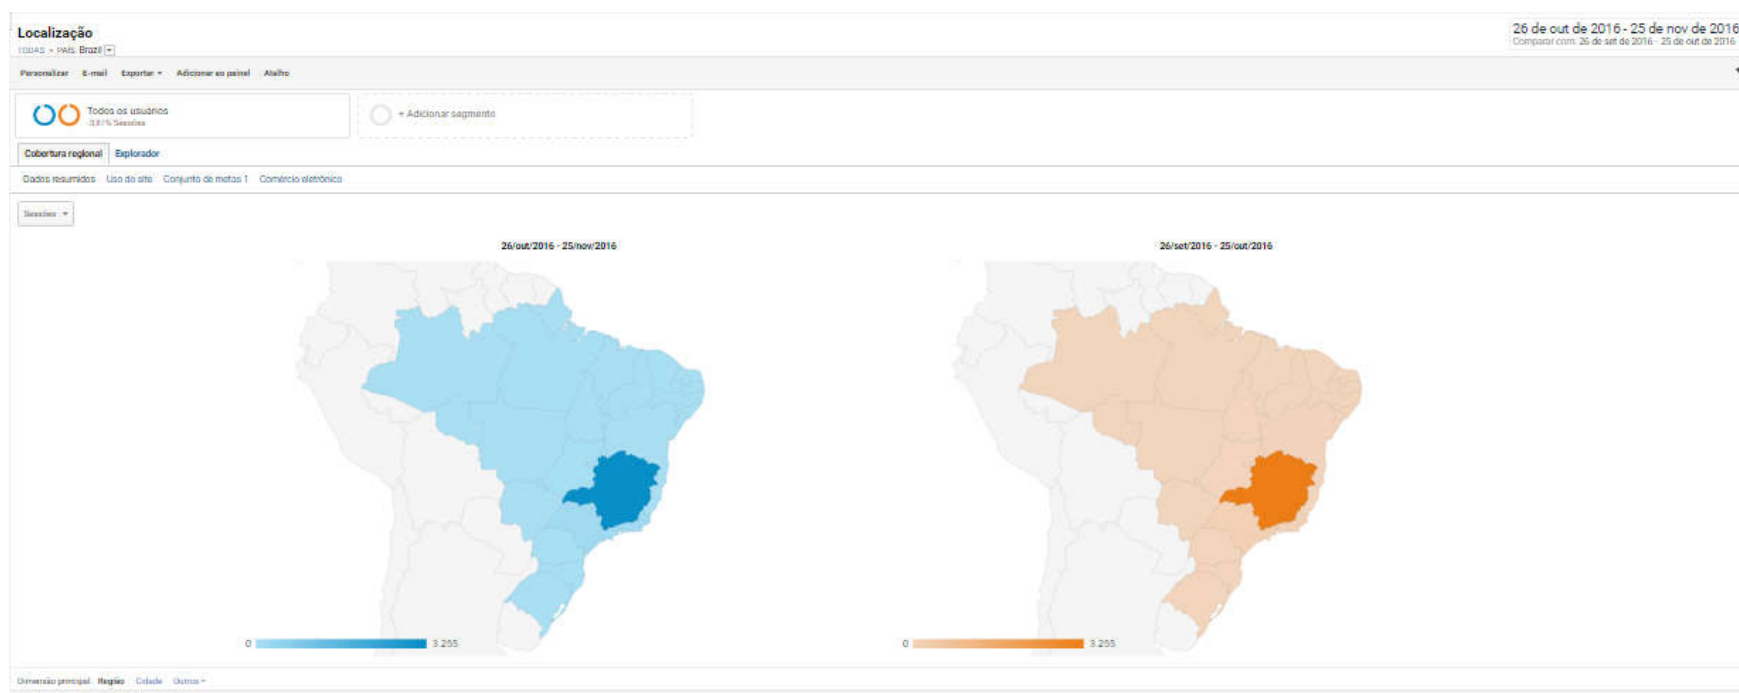 Localização
26 de out de 2016 - 25 de nov de 2016
TODAS » PAÍS: Brazil
Comparar com: 26 de set de 2016 - 25 de out de 2016
Personalizar E-mail Exportar Adicionar ao painel Atalho
Todos os usuários
Sessões
+ Adicionar segmento
Cobertura regional Explorador
Dados resumidos Uso do site Conjunto de metas 1 Comércio eletrônico
Sessões
26/out/2016 - 25/nov/2016
26/set/2016 - 25/out/2016
0 3.255
0 3.255
Dimensão principal: Região Cidade Outros